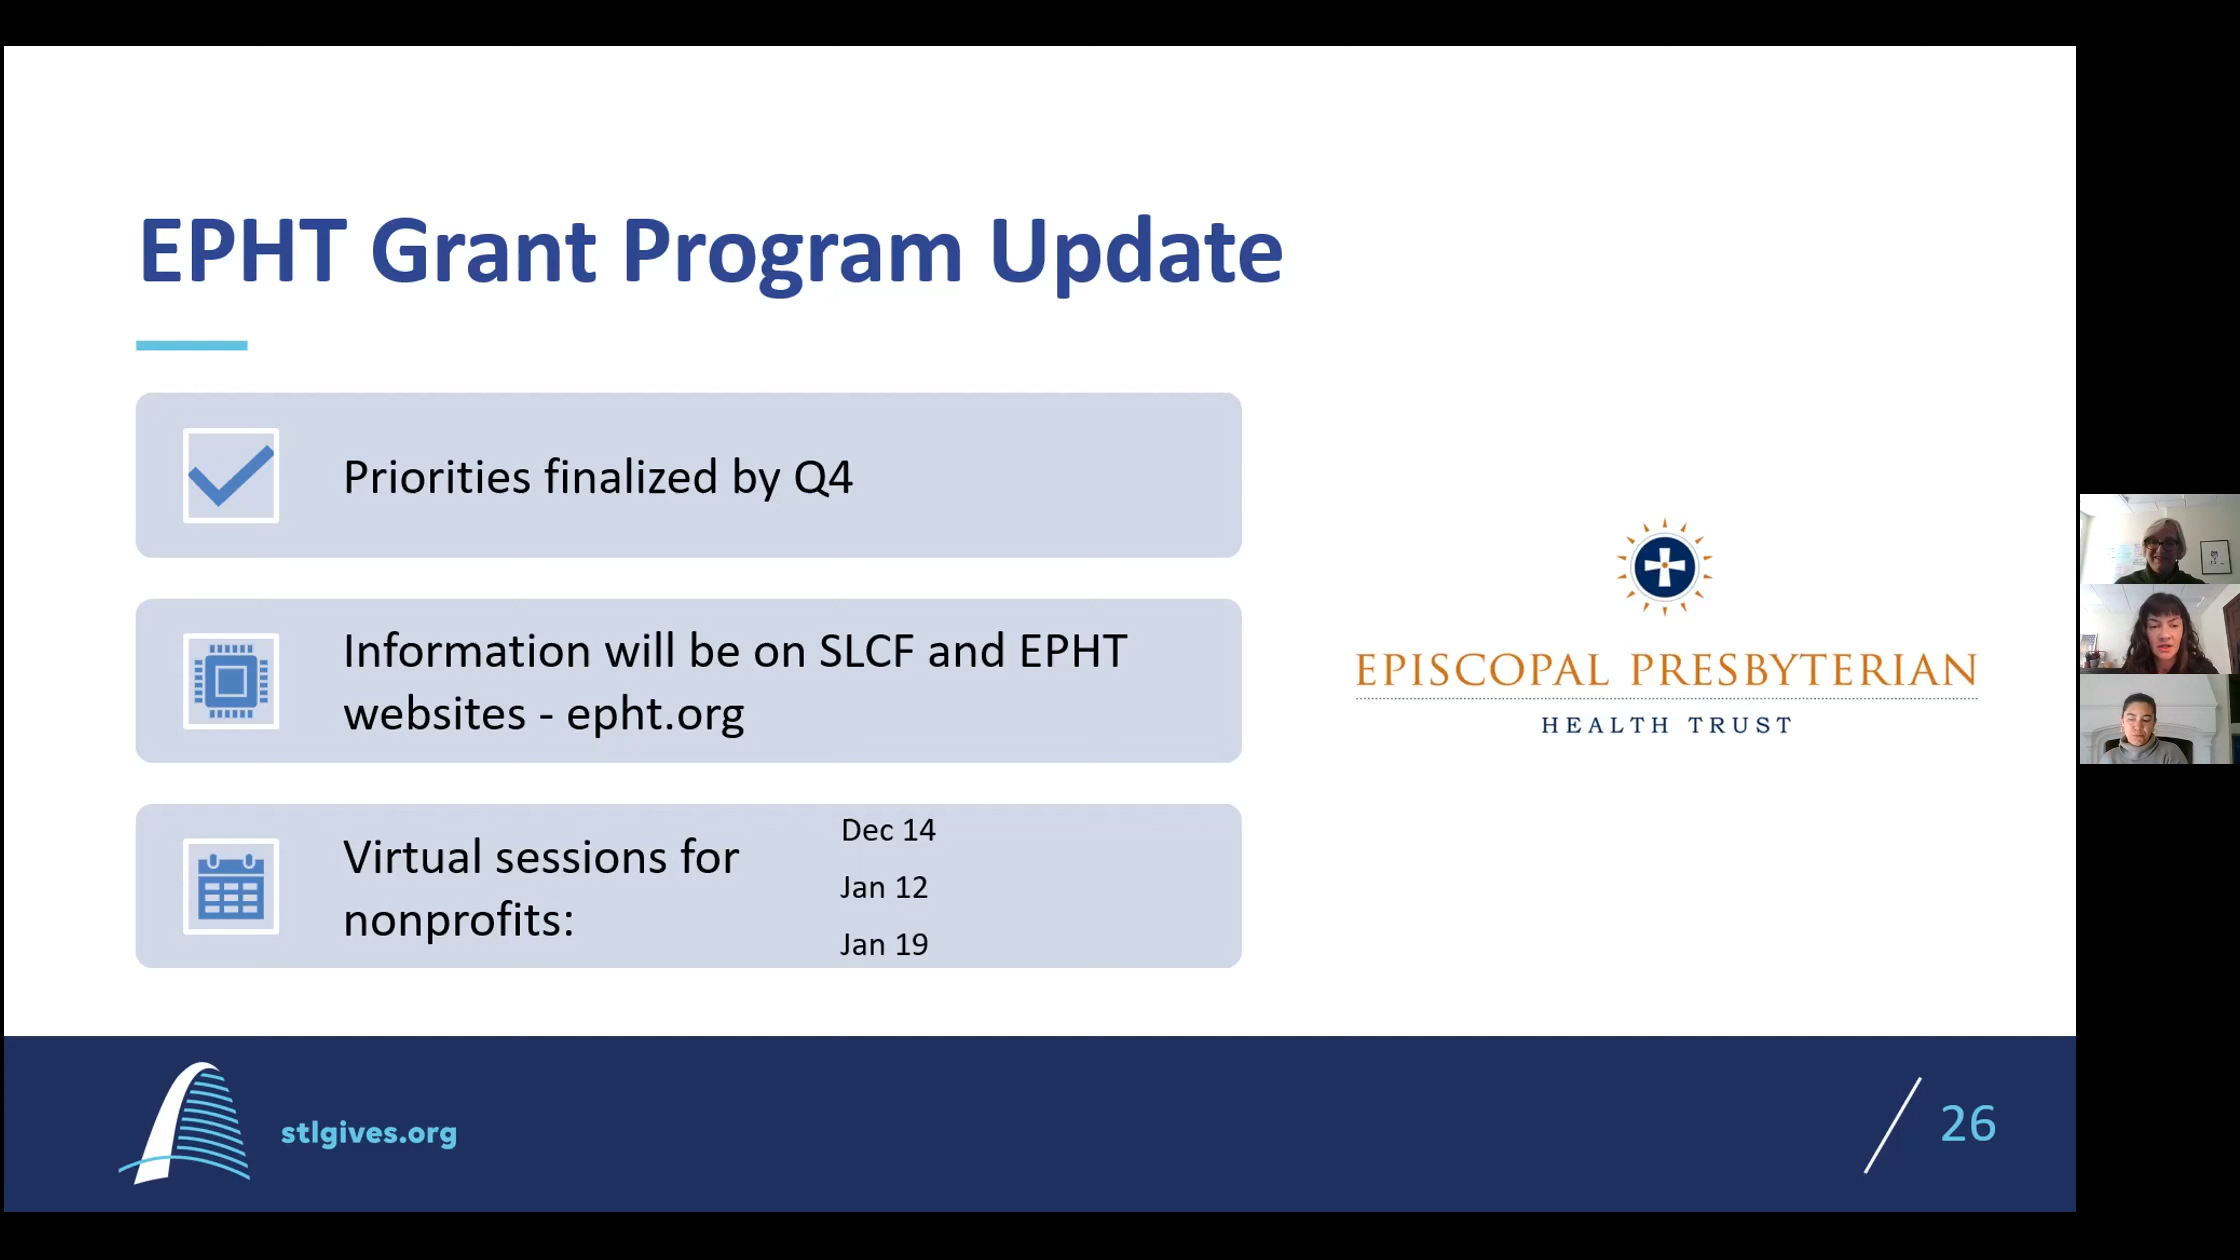 EPHT Grant Program Update
Priorities finalized by Q4
Information will be on SLCF and EPHT
websites - epht.org
Virtual sessions for
nonprofits:
Dec 14
Jan 12
Jan 19
EPISCOPAL PRESBYTERIAN
HEALTH TRUST
stlgives.org
26